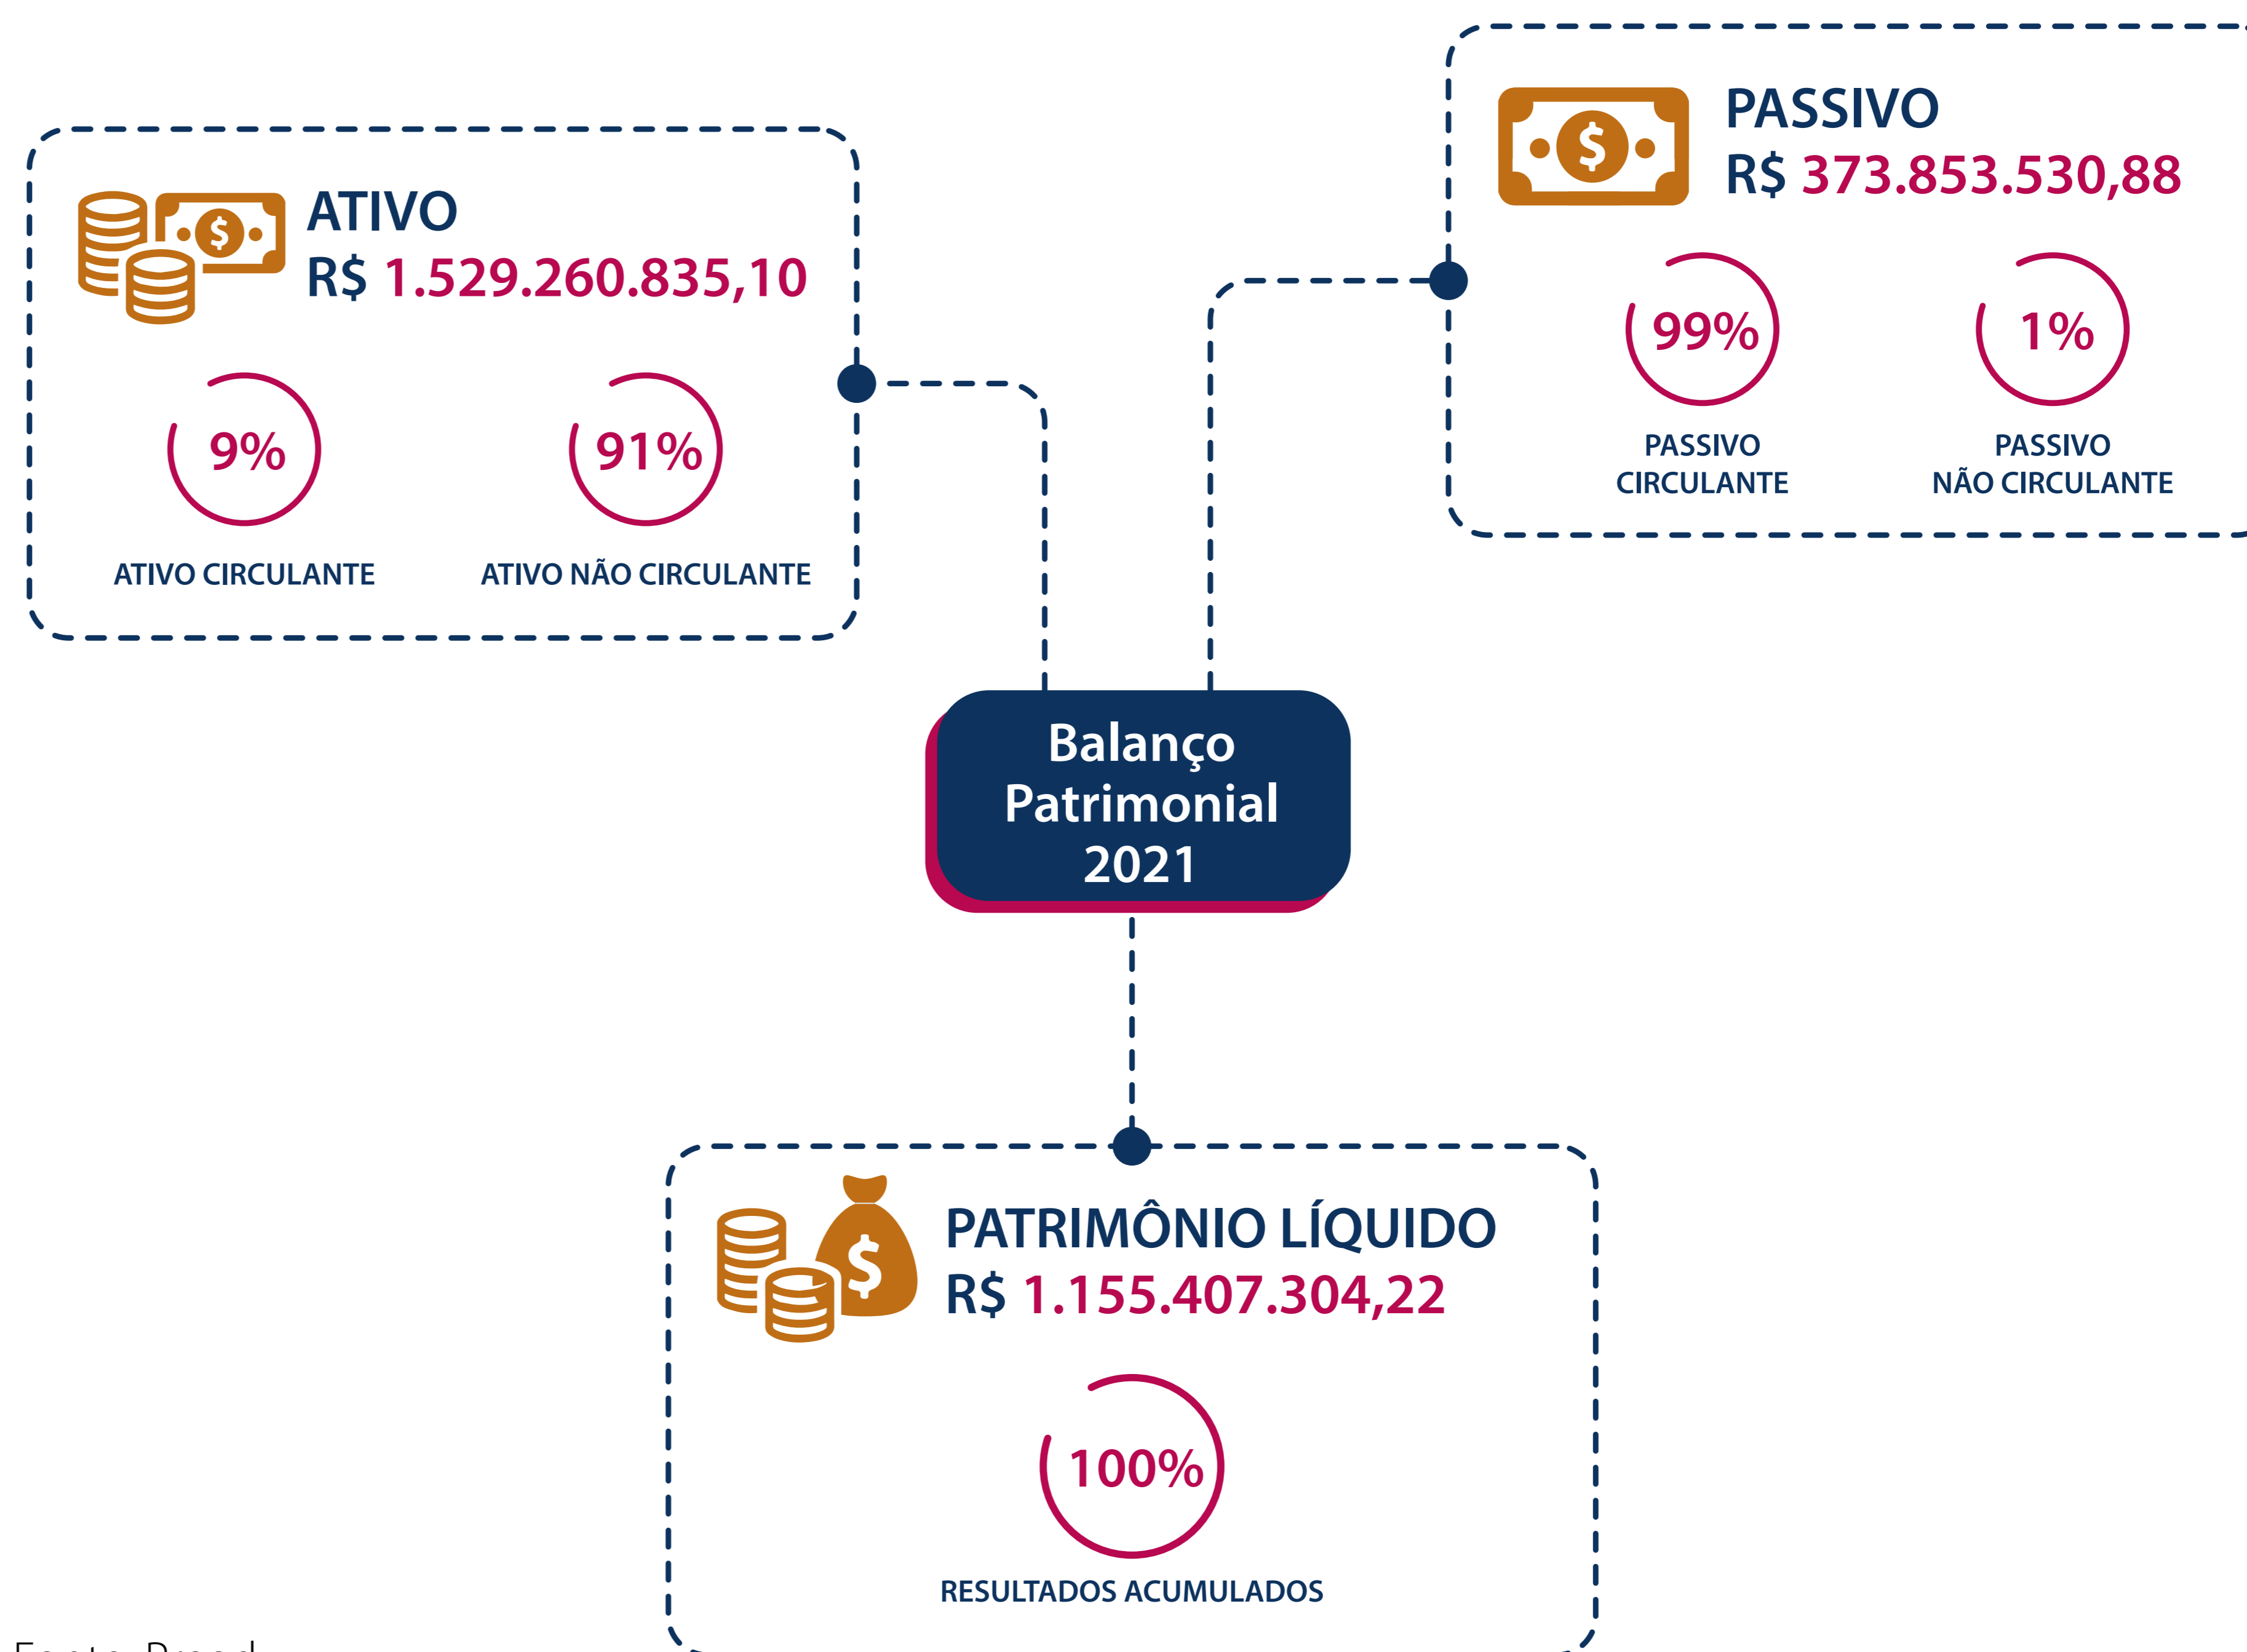 ATIVO
R$ 1.529.260.835,10
9%
91%
ATIVO CIRCULANTE
ATIVO NÃO CIRCULANTE
PASSIVO
R$ 373.853.530,88
99%
1%
PASSIVO
CIRCULANTE
PASSIVO
NÃO CIRCULANTE
Balanço
Patrimonial
2021
PATRIMÔNIO LÍQUIDO
R$ 1.155.407.304,22
100%
RESULTADOS ACUMULADOS